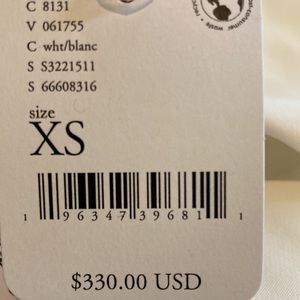 C 8131
V 061755
C wht/blanc
S S3221511
S 66608316
size
XS
1 96347 39681 1
$330.00 USD